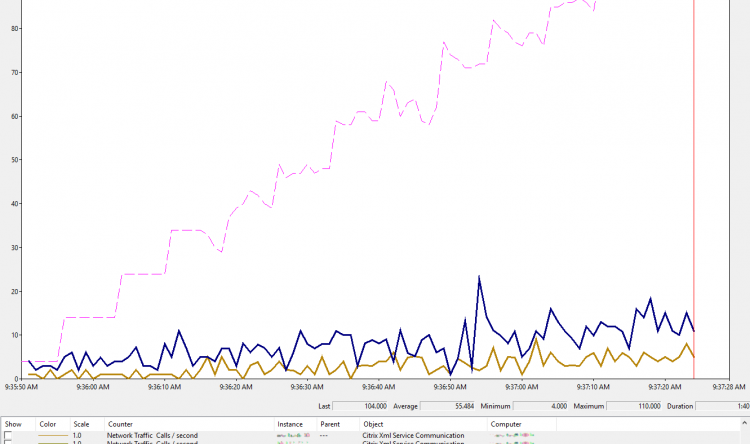 80
70
60
50
40
30
20
10
0
9:35:50 AM 9:36:00 AM 9:36:10 AM 9:36:20 AM 9:36:30 AM 9:36:40 AM 9:36:50 AM 9:37:00 AM 9:37:10 AM 9:37:20 AM 9:37:28 AM
Last 104.000 Average 55.484 Minimum 4.000 Maximum 110.000 Duration 1:40
Show Color Scale Counter Instance Parent Object Computer
1.0 Network Traffic Calls / second --- Citrix Xml Service Communication
1.0 Network Traffic Calls / second --- Citrix Xml Service Communication